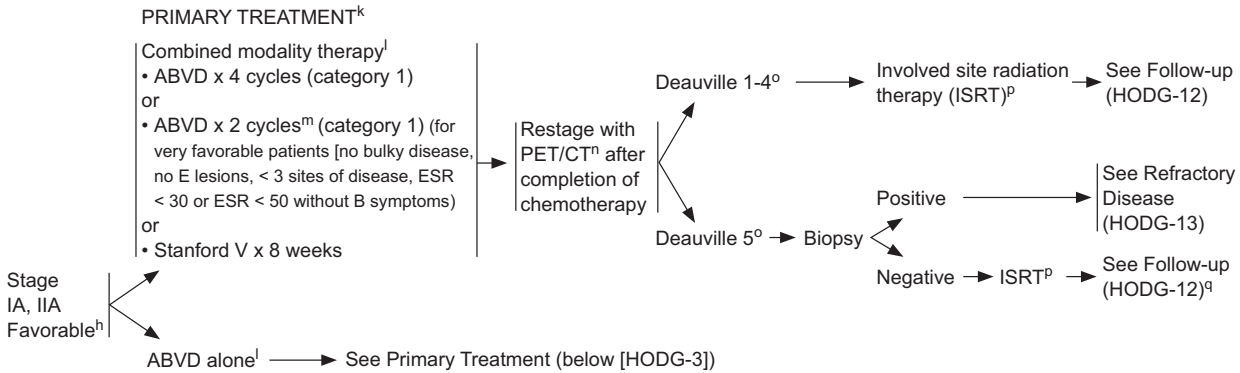 PRIMARY TREATMENTᵏ
Combined modality therapyˡ
• ABVD x 4 cycles (category 1)
or
• ABVD x 2 cyclesᵐ (category 1) (for
very favorable patients [no bulky disease,
no E lesions, < 3 sites of disease, ESR
< 30 or ESR < 50 without B symptoms)
or
• Stanford V x 8 weeks
Stage
IA, IIA
Favorableʰ
ABVD aloneˡ
See Primary Treatment (below [HODG-3])
Restage with
PET/CTⁿ after
completion of
chemotherapy
Deauville 1-4ᵒ
Involved site radiation
therapy (ISRT)ᵖ
See Follow-up
(HODG-12)
Deauville 5ᵒ
Biopsy
Positive
See Refractory
Disease
(HODG-13)
Negative
ISRTᵖ
See Follow-up
(HODG-12)q